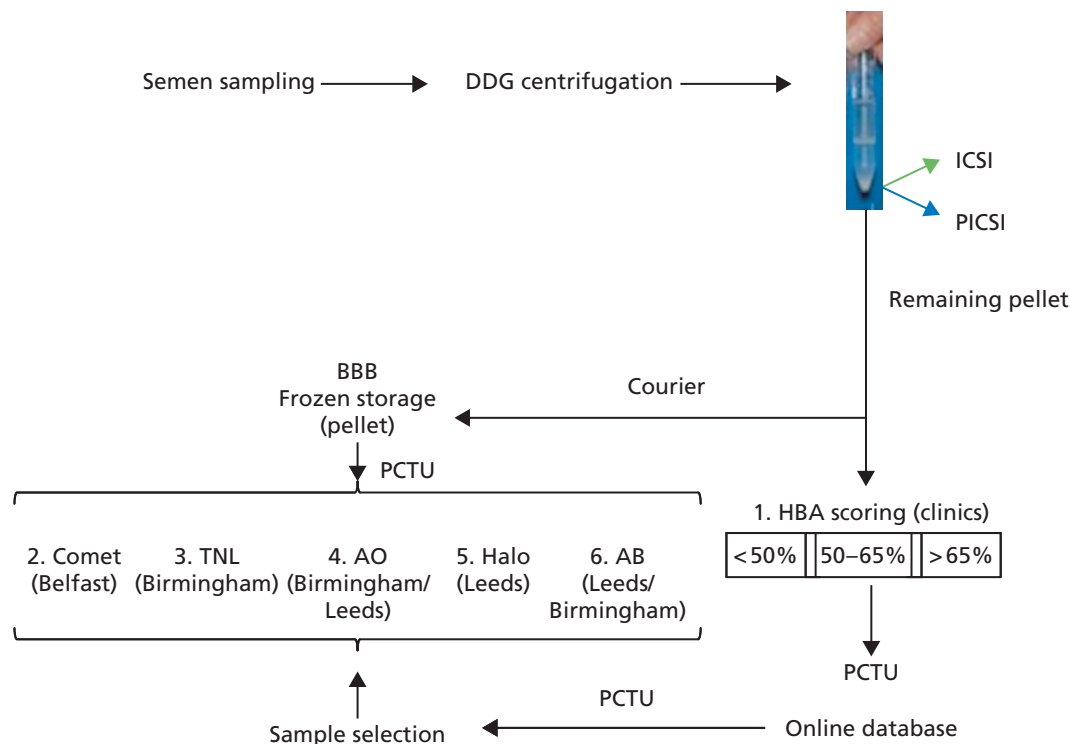 Semen sampling
DDG centrifugation
ICSI
PICSI
Remaining pellet
BBB
Frozen storage
(pellet)
Courier
PCTU
1. HBA scoring (clinics)
<50%
50–65%
>65%
2. Comet
(Belfast)
3. TNL
(Birmingham)
4. AO
(Birmingham/
Leeds)
5. Halo
(Leeds)
6. AB
(Leeds/
Birmingham)
PCTU
PCTU
Sample selection
Online database